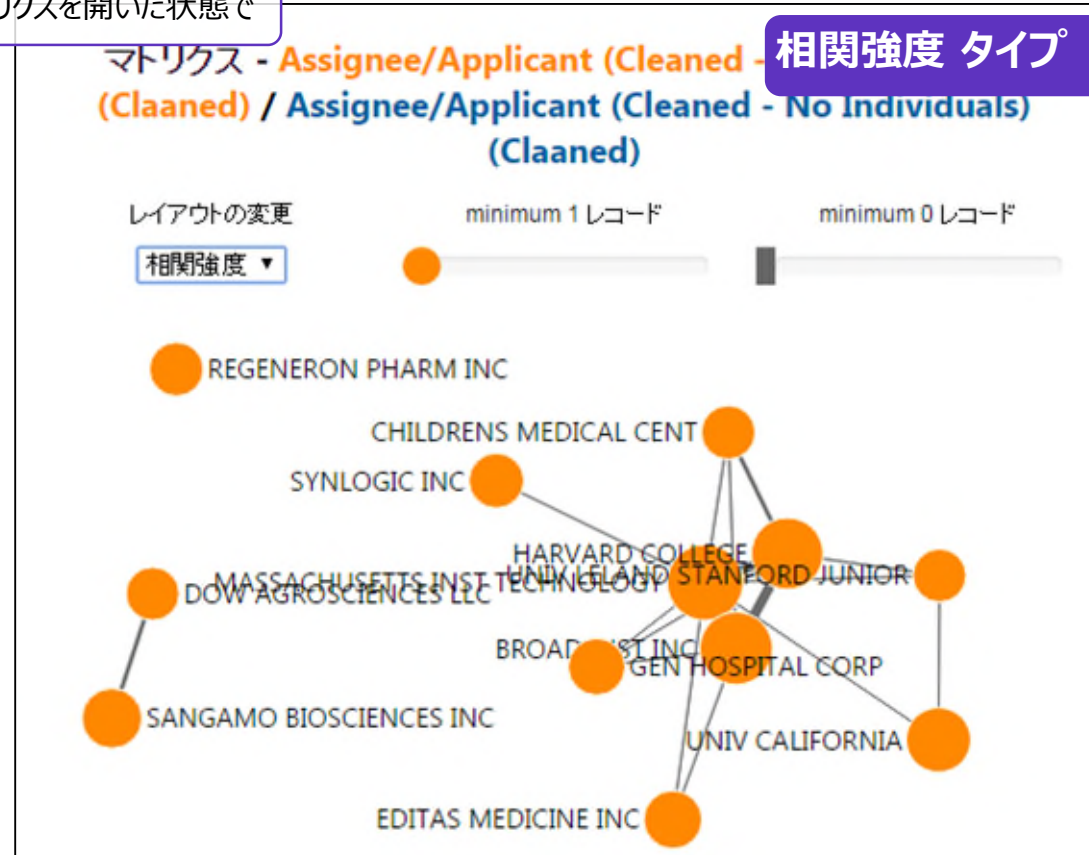 リクスを開いた状態で
相関強度 タイプ
マトリクス - Assignee/Applicant (Cleaned -
(Claaned) / Assignee/Applicant (Cleaned - No Individuals)
(Claaned)
レイアウトの変更
minimum 1 レコード
minimum 0 レコード
相関強度 ▼
REGENERON PHARM INC
CHILDRENS MEDICAL CENT
SYNLOGIC INC
HARVARD COLLEGE
UNIV LELAND STANFORD JUNIOR
MASSACHUSETTS INST TECHNOLOGY
DOW AGROSCIENCES LLC
BROAD INST INC
GEN HOSPITAL CORP
SANGAMO BIOSCIENCES INC
UNIV CALIFORNIA
EDITAS MEDICINE INC